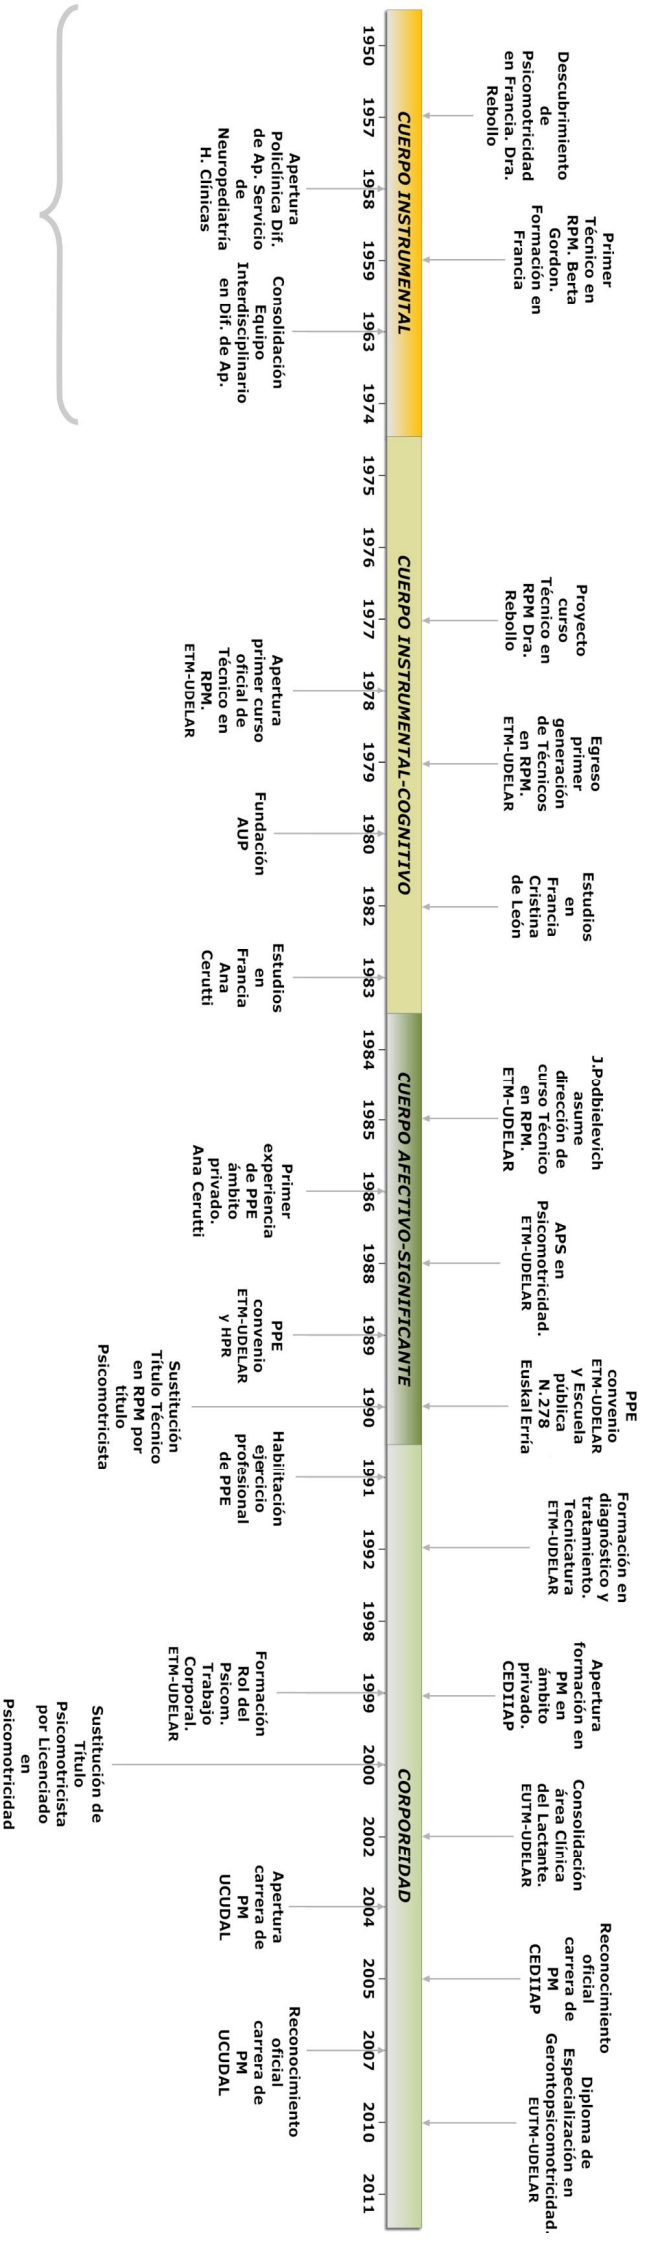 Descubrimiento
de
Psicomotricidad
en Francia. Dra.
Rebollo
Primer
Técnico en
RPM. Berta
Gordon.
Formación en
Francia
Proyecto
curso
Técnico en
RPM Dra.
Rebollo
Egreso
primer
generación
de Técnicos
en RPM.
ETM-UDELAR
Estudios
en
Francia
Cristina
de León
J.Podbielevich
asume
dirección de
curso Técnico
en RPM.
ETM-UDELAR
APS en
Psicomotricidad.
ETM-UDELAR
PPE
convenio
ETM-UDELAR
y Escuela
pública
N.278
EuskalErría
Formación en
diagnóstico y
tratamiento.
Tecnicatura
ETM-UDELAR
Apertura
formación en
PM en
ámbito
privado.
CEDIIAP
Consolidación
área Clínica
del Lactante.
EUTM-UDELAR
Reconocimiento
oficial
carrera de
PM
CEDIIAP
Diploma de
Especialización en
Gerontopsicomotricidad.
EUTM-UDELAR
CUERPO INSTRUMENTAL
CUERPO INSTRUMENTAL-COGNITIVO
CUERPO AFECTIVO-SIGNIFICANTE
CORPOREIDAD
1950
1957
1958
1959
1963
1974
1975
1976
1977
1978
1979
1980
1982
1983
1984
1985
1986
1988
1989
1990
1991
1992
1998
1999
2000
2002
2004
2005
2007
2010
2011
Apertura
Policlínica Dif.
de Ap. Servicio
de
Neuropediatría
H. Clínicas
Consolidación
Equipo
Interdisciplinario
en Dif. de Ap.
Apertura
primer curso
oficial de
Técnico en
RPM.
ETM-UDELAR
Fundación
AUP
Estudios
en
Francia
Ana
Cerutti
Primer
experiencia
de PPE
ámbito
privado.
Ana Cerutti
PPE
convenio
ETM-UDELAR
y HPR
Sustitución
Título Técnico
en RPM por
título
Psicomotricista
Habilitación
ejercicio
profesional
de PPE
Formación
Rol del
Psicom.
Trabajo
Corporal.
ETM-UDELAR
Sustitución de
Título
Psicomotricista
por Licenciado
en
Psicomotricidad
Apertura
carrera de
PM
UCUDAL
Reconocimiento
oficial
carrera de
PM
UCUDAL